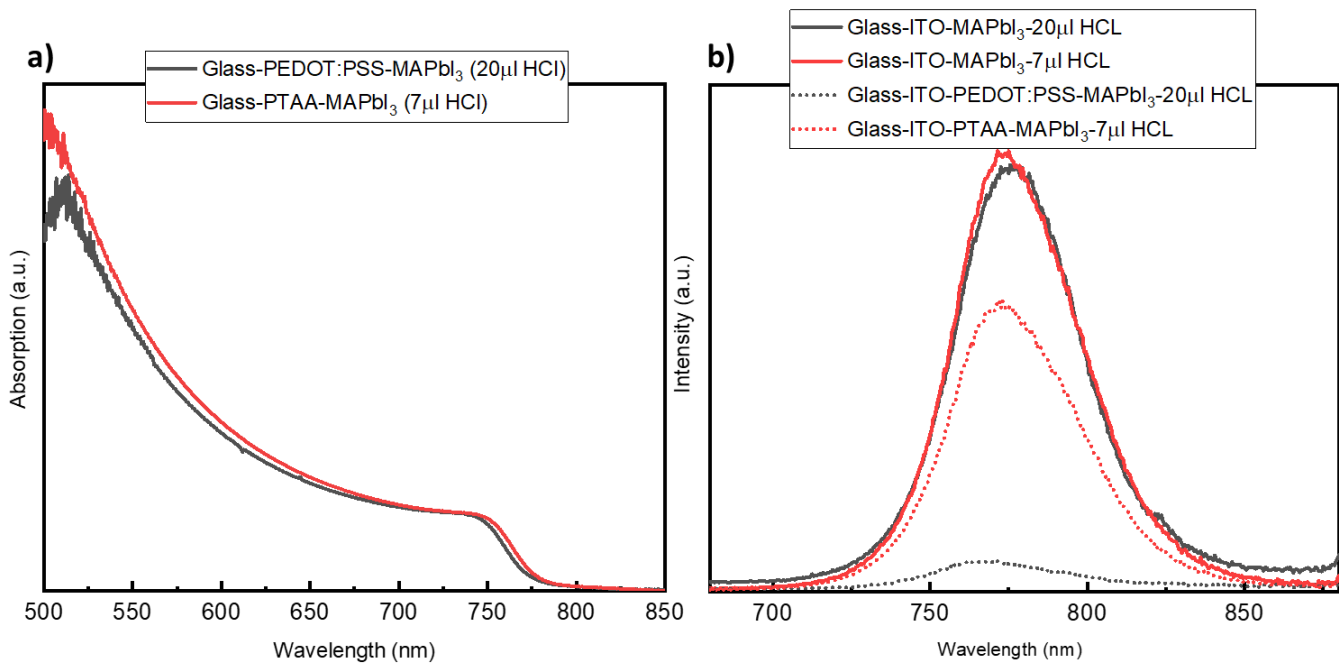 a)
Glass-PEDOT:PSS-MAPbI₃ (20μl HCl)
Glass-PTAA-MAPbI₃ (7μl HCl)
Absorption (a.u.)
500 550 600 650 700 750 800 850
Wavelength (nm)
b)
Glass-ITO-MAPbI₃-20μl HCL
Glass-ITO-MAPbI₃-7μl HCL
Glass-ITO-PEDOT:PSS-MAPbI₃-20μl HCL
Glass-ITO-PTAA-MAPbI₃-7μl HCL
Intensity (a.u.)
700 750 800 850
Wavelength (nm)